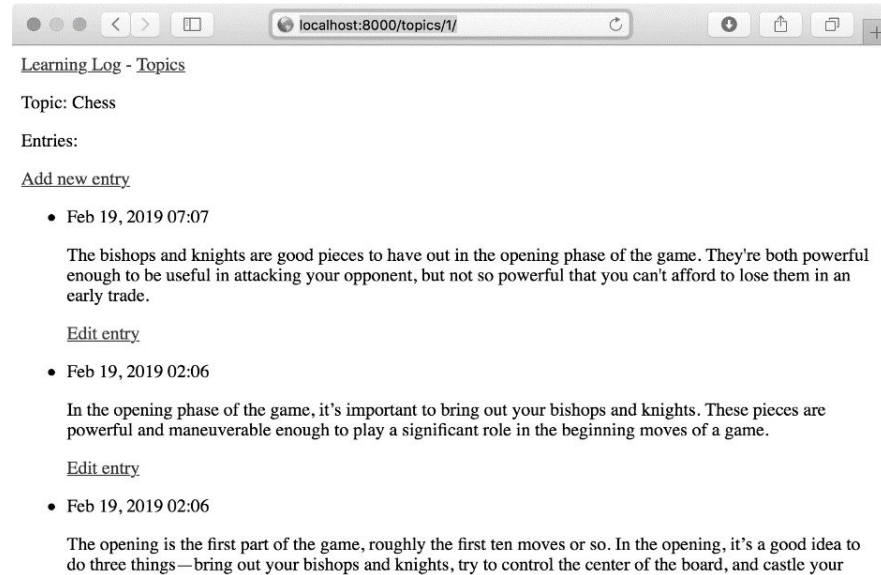 localhost:8000/topics/1/
Learning Log - Topics
Topic: Chess
Entries:
Add new entry
Feb 19, 2019 07:07
The bishops and knights are good pieces to have out in the opening phase of the game. They're both powerful
enough to be useful in attacking your opponent, but not so powerful that you can't afford to lose them in an
early trade.
Edit entry
Feb 19, 2019 02:06
In the opening phase of the game, it’s important to bring out your bishops and knights. These pieces are
powerful and maneuverable enough to play a significant role in the beginning moves of a game.
Edit entry
Feb 19, 2019 02:06
The opening is the first part of the game, roughly the first ten moves or so. In the opening, it’s a good idea to
do three things—bring out your bishops and knights, try to control the center of the board, and castle your